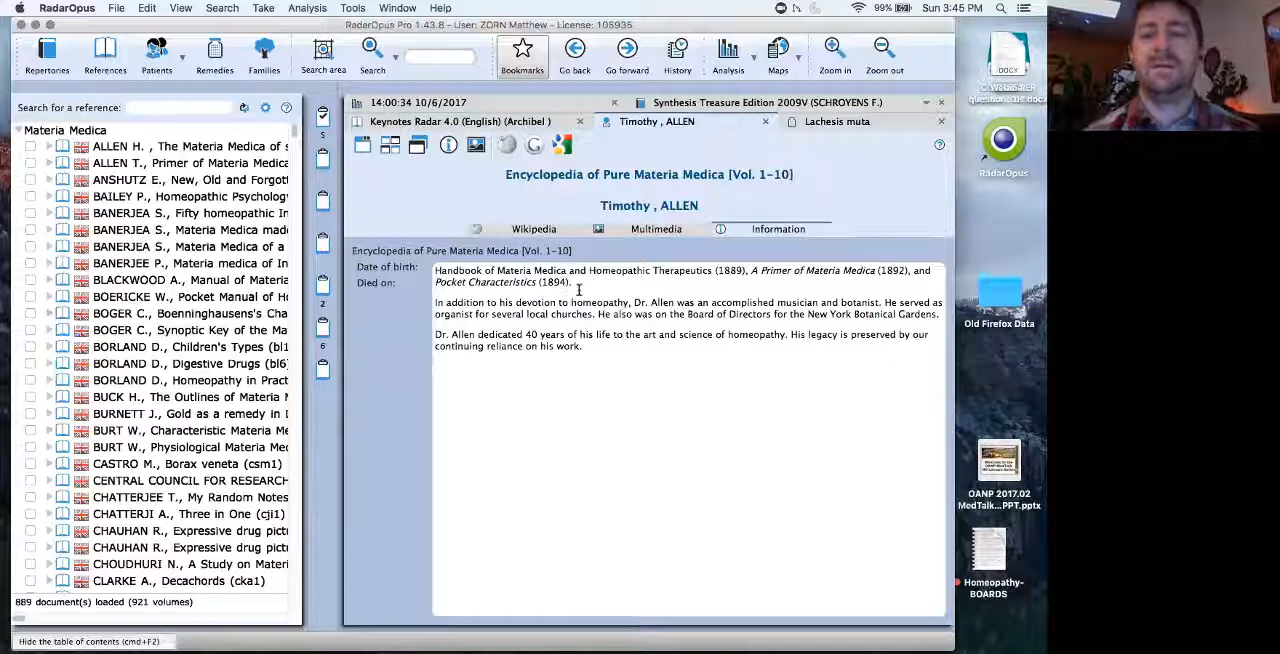 RadarOpus File Edit View Search Take Analysis Tools Window Help 99% Sun 3:45 PM
RadarOpus Pro 1.43.8 - User: ZORN Matthew - License: 105935
Repertories References Patients Remedies Families Search area Search Bookmarks Go back Go forward History Analysis Maps Zoom in Zoom out
Search for a reference:
Materia Medica
ALLEN H. , The Materia Medica of s
ALLEN T., Primer of Materia Medica
ANSHUTZ E., New, Old and Forgott
BAILEY P., Homeopathic Psycholog
BANERJEA S., Fifty homeopathic In
BANERJEA S., Materia Medica made
BANERJEA S., Materia Medica of a
BANERJEE P., Materia medica of In
BLACKWOOD A., Materia Medica,
BOERICKE W., Pocket Manual of H
BOGER C., Boenninghausen's Cha
BOGER C., Synoptic Key of the Ma
BORLAND D., Children's Types (bl1
BORLAND D., Digestive Drugs (bl6)
BORLAND D., Homeopathy in Pract
BUCK H., The Outlines of Materia M
BURNETT J., Gold as a remedy in D
BURT W., Characteristic Materia Me
BURT W., Physiological Materia Med
CASTRO M., Borax veneta (csm1)
CENTRAL COUNCIL FOR RESEARCH
CHATTERJEE T., My Random Notes
CHATTERJI A., Three in One (cji1)
CHAUHAN R., Expressive drug pictu
CHAUHAN R., Expressive drug pictu
CHOUDHURI N., A Study on Materi
CLARKE A., Decachords (cka1)
889 document(s) loaded (921 volumes)
Hide the table of contents (cmd+F2)
5
2
6
14:00:34 10/6/2017 Synthesis Treasure Edition 2009V (SCHROYENS F.)
Keynotes Radar 4.0 (English) (Archibel ) Timothy , ALLEN Lachesis muta
Encyclopedia of Pure Materia Medica [Vol. 1-10]
Timothy , ALLEN
Wikipedia Multimedia Information
Encyclopedia of Pure Materia Medica [Vol. 1-10]
Date of birth:
Died on:
Handbook of Materia Medica and Homeopathic Therapeutics (1889), A Primer of Materia Medica (1892), and
Pocket Characteristics (1894).
In addition to his devotion to homeopathy, Dr. Allen was an accomplished musician and botanist. He served as
organist for several local churches. He also was on the Board of Directors for the New York Botanical Gardens.
Dr. Allen dedicated 40 years of his life to the art and science of homeopathy. His legacy is preserved by our
continuing reliance on his work.
DOCX
RadarOpus
Old Firefox Data
OANP 2017.02
MedTalk...PPT.pptx
Homeopathy-
BOARDS